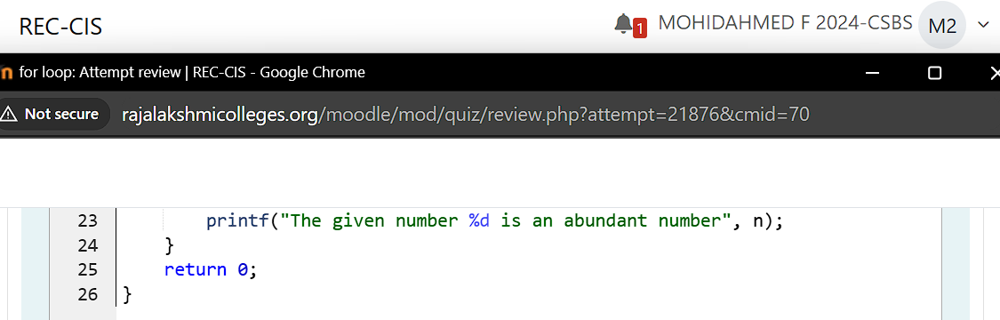 REC-CIS
1 MOHIDAHMED F 2024-CSBS M2
for loop: Attempt review | REC-CIS - Google Chrome
Not secure rajalakshmicolleges.org/moodle/mod/quiz/review.php?attempt=21876&cmid=70
23 printf("The given number %d is an abundant number", n);
24 }
25 return 0;
26 }